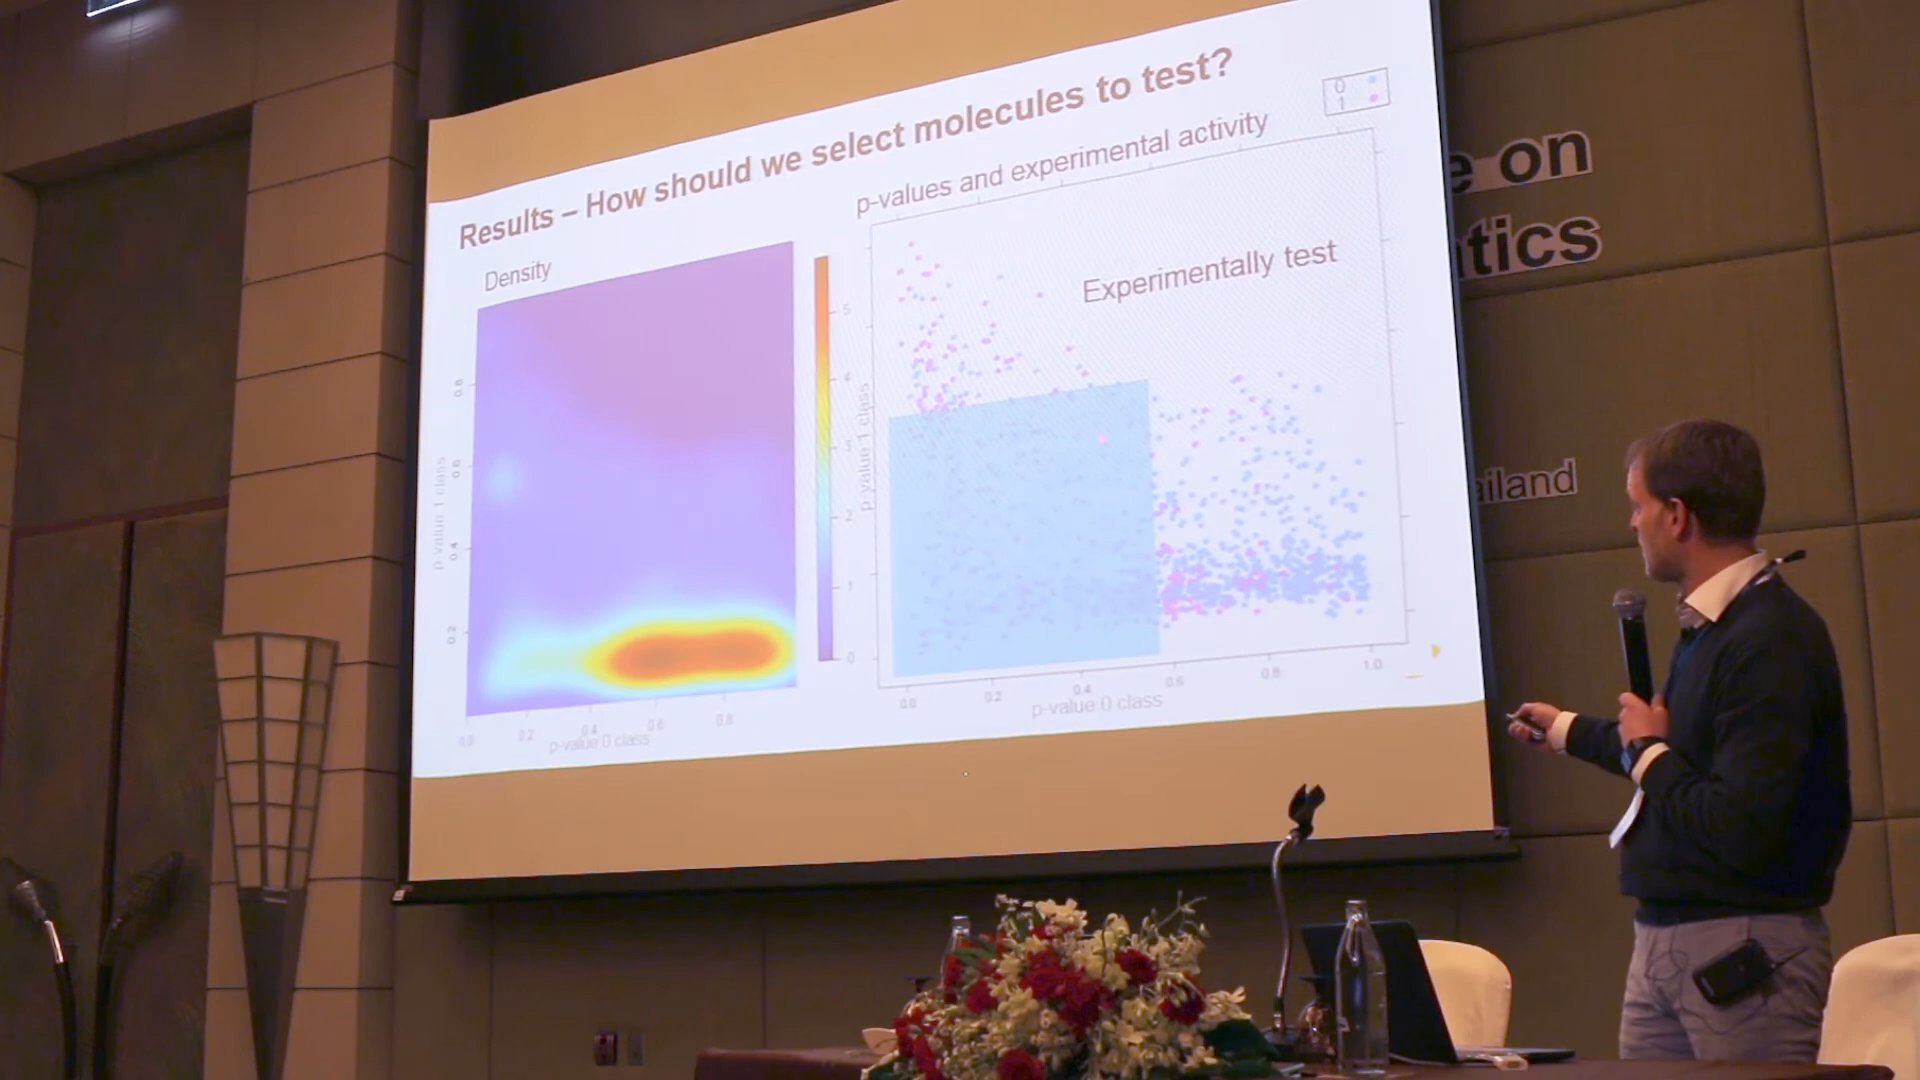 Results – How should we select molecules to test?
Density
p-value 1 class
0.8
0.6
0.4
0.2
0.0
0.2
0.4
0.6
0.8
p-value 0 class
5
4
3
2
1
0
p-values and experimental activity
0
1
Experimentally test
p-value 1 class
0.0
0.2
0.4
0.6
0.8
1.0
p-value 0 class
e on
tics
ailand